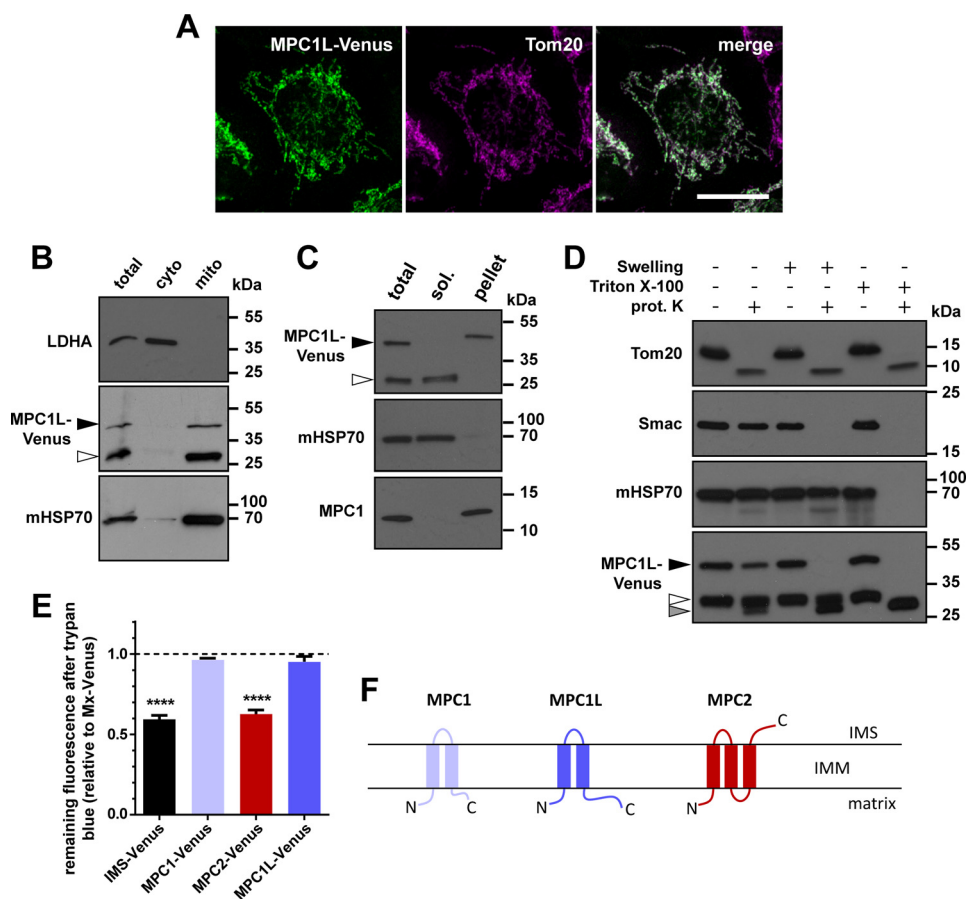 A
MPC1L-Venus Tom20 merge
B
total cyto mito
kDa
LDHA
35
25
MPC1L-Venus
55
35
25
mHSP70
100
70
C
total sol. pellet
kDa
MPC1L-Venus
55
35
25
mHSP70
100
70
MPC1
15
10
D
Swelling - - + + - -
Triton X-100 - - - - + +
prot. K - + - + - +
kDa
Tom20
15
10
Smac
25
15
mHSP70
100
70
MPC1L-Venus
55
35
25
E
remaining fluorescence after trypan
blue (relative to Mx-Venus)
1.0
0.5
0.0
**** ****
IMS-Venus
MPC1-Venus
MPC2-Venus
MPC1L-Venus
F
MPC1 MPC1L MPC2
C
IMS
IMM
matrix
N C N C N